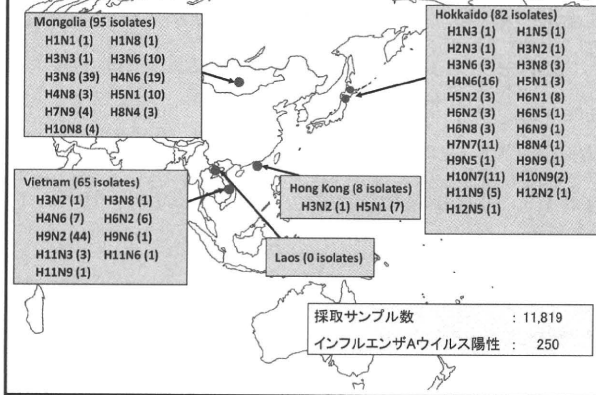 Mongolia (95 isolates)
H1N1 (1) H1N8 (1)
H3N3 (1) H3N6 (10)
H3N8 (39) H4N6 (19)
H4N8 (3) H5N1 (10)
H7N9 (4) H8N4 (3)
H10N8 (4)
Hokkaido (82 isolates)
H1N3 (1) H1N5 (1)
H2N3 (1) H3N2 (1)
H3N6 (3) H3N8 (3)
H4N6(16) H5N1 (3)
H5N2 (3) H6N1 (8)
H6N2 (3) H6N5 (1)
H6N8 (3) H6N9 (1)
H7N7(11) H8N4 (1)
H9N5 (1) H9N9 (1)
H10N7(11) H10N9(2)
H11N9 (5) H12N2 (1)
H12N5 (1)
Vietnam (65 isolates)
H3N2 (1) H3N8 (1)
H4N6 (7) H6N2 (6)
H9N2 (44) H9N6 (1)
H11N3 (3) H11N6 (1)
H11N9 (1)
Hong Kong (8 isolates)
H3N2 (1) H5N1 (7)
Laos (0 isolates)
採取サンプル数 : 11,819
インフルエンザAウイルス陽性 : 250